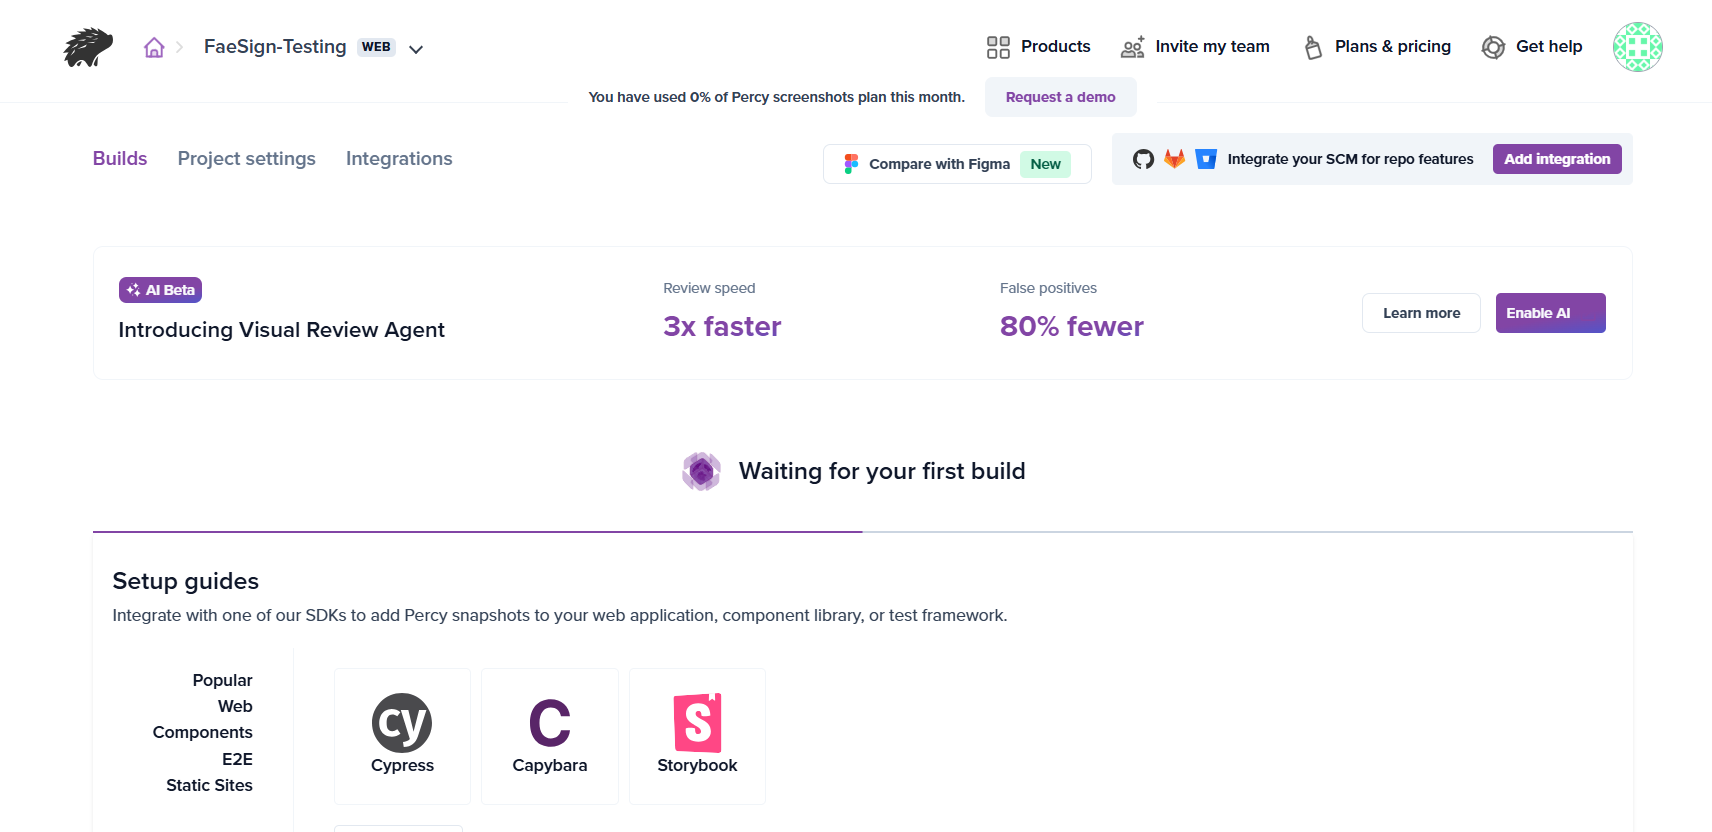 FaeSign-Testing WEB
Products
Invite my team
Plans & pricing
Get help
You have used 0% of Percy screenshots plan this month.
Request a demo
Builds
Project settings
Integrations
Compare with Figma New
Integrate your SCM for repo features
Add integration
AI Beta
Introducing Visual Review Agent
Review speed
3x faster
False positives
80% fewer
Learn more
Enable AI
Waiting for your first build
Setup guides
Integrate with one of our SDKs to add Percy snapshots to your web application, component library, or test framework.
Popular
Web
Components
E2E
Static Sites
cy
Cypress
C
Capybara
S
Storybook